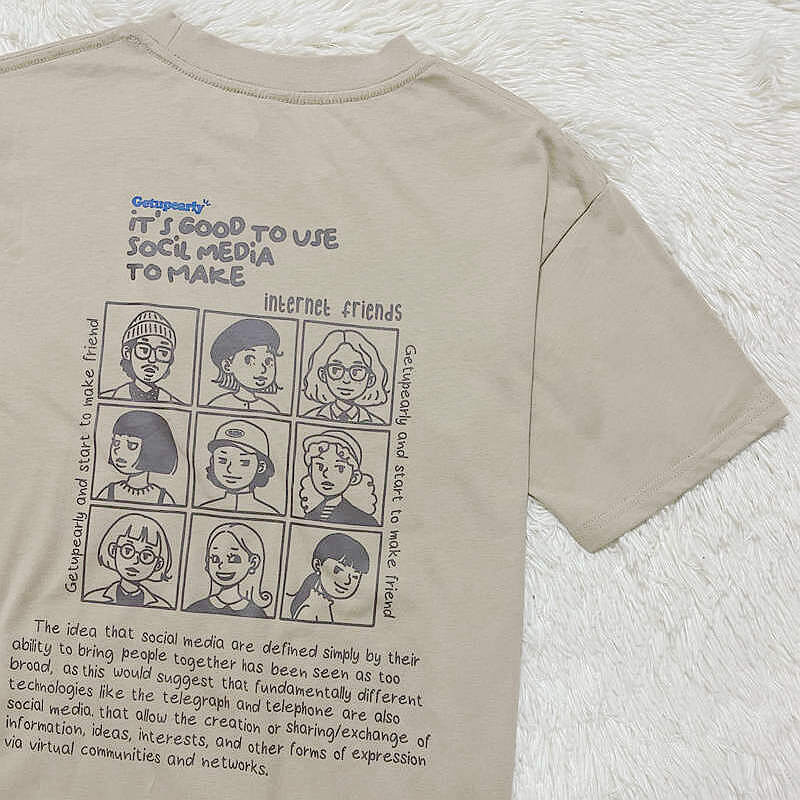 Getupearly
iT'S GOOD TO USE
SOCiL MEDiA
TO MAKE
internet friends
Getupearly and start to make friend
Getupearly and start to make friend
The idea that social media are defined simply by their
ability to bring people together has been seen as too
broad, as this would suggest that fundamentally different
technologies like the telegraph and telephone are also
social media. that allow the creation or sharing/exchange of
information, ideas, interests, and other forms of expression
via virtual communities and networks.